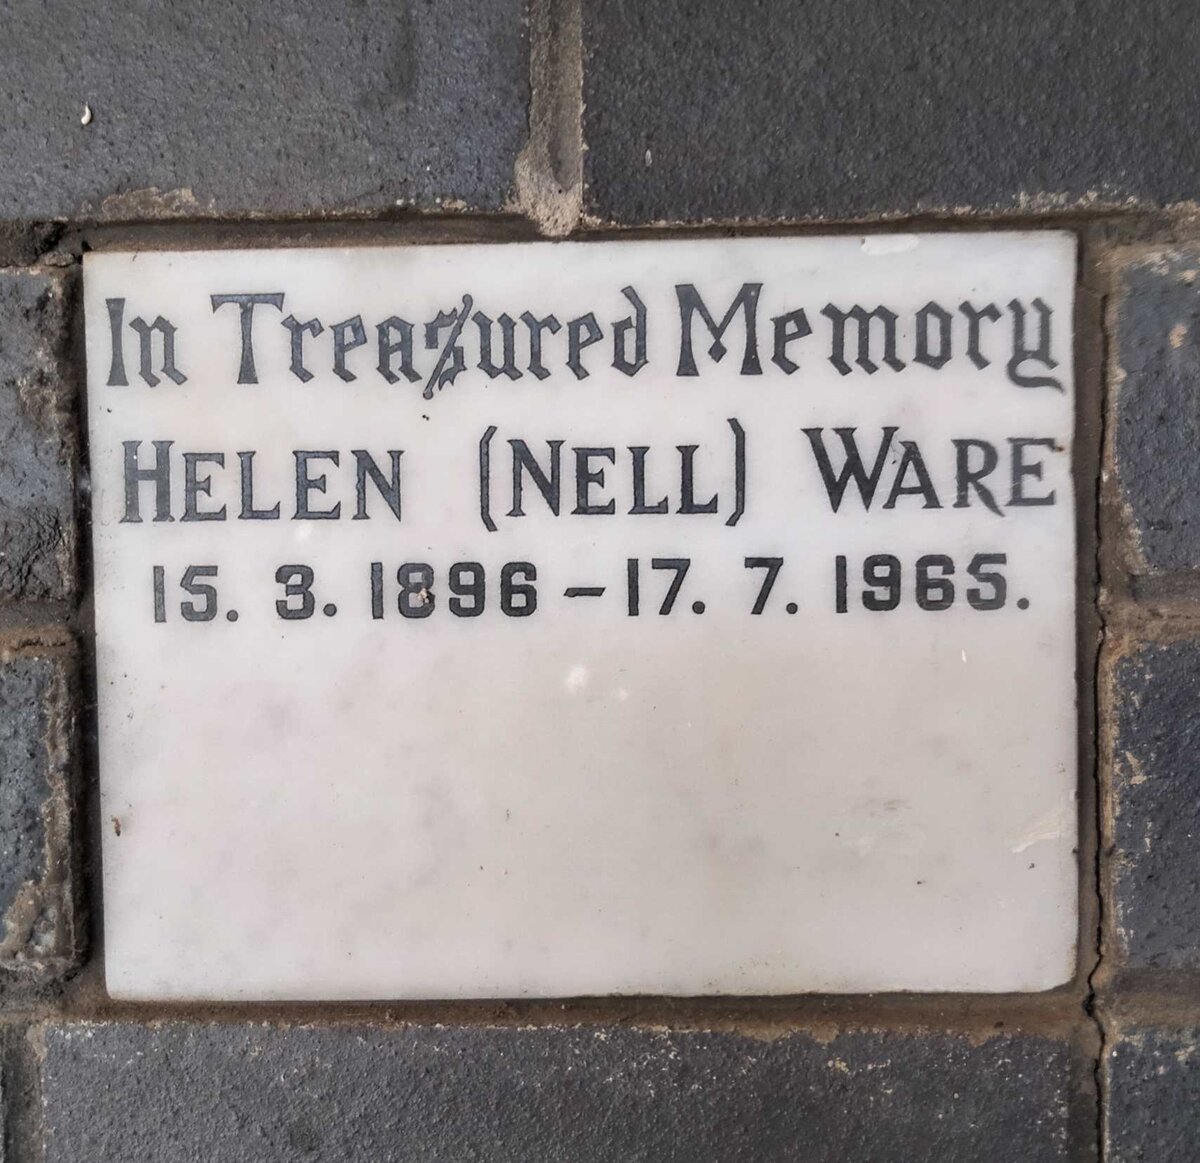 In Treasured Memory
HELEN (NELL) WARE
15. 3. 1896 - 17. 7. 1965.